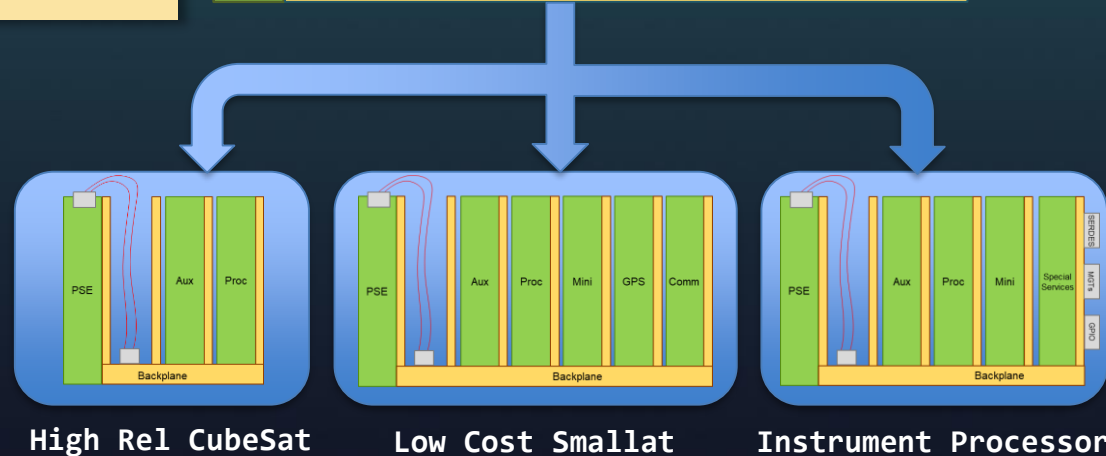 PSE
Aux
Proc
Backplane
High Rel CubeSat
PSE
Aux
Proc
Mini
GPS
Comm
Backplane
Low Cost Smallat
PSE
Aux
Proc
Mini
Special
Services
SERDES
MGTs
GPIO
Backplane
Instrument Processor